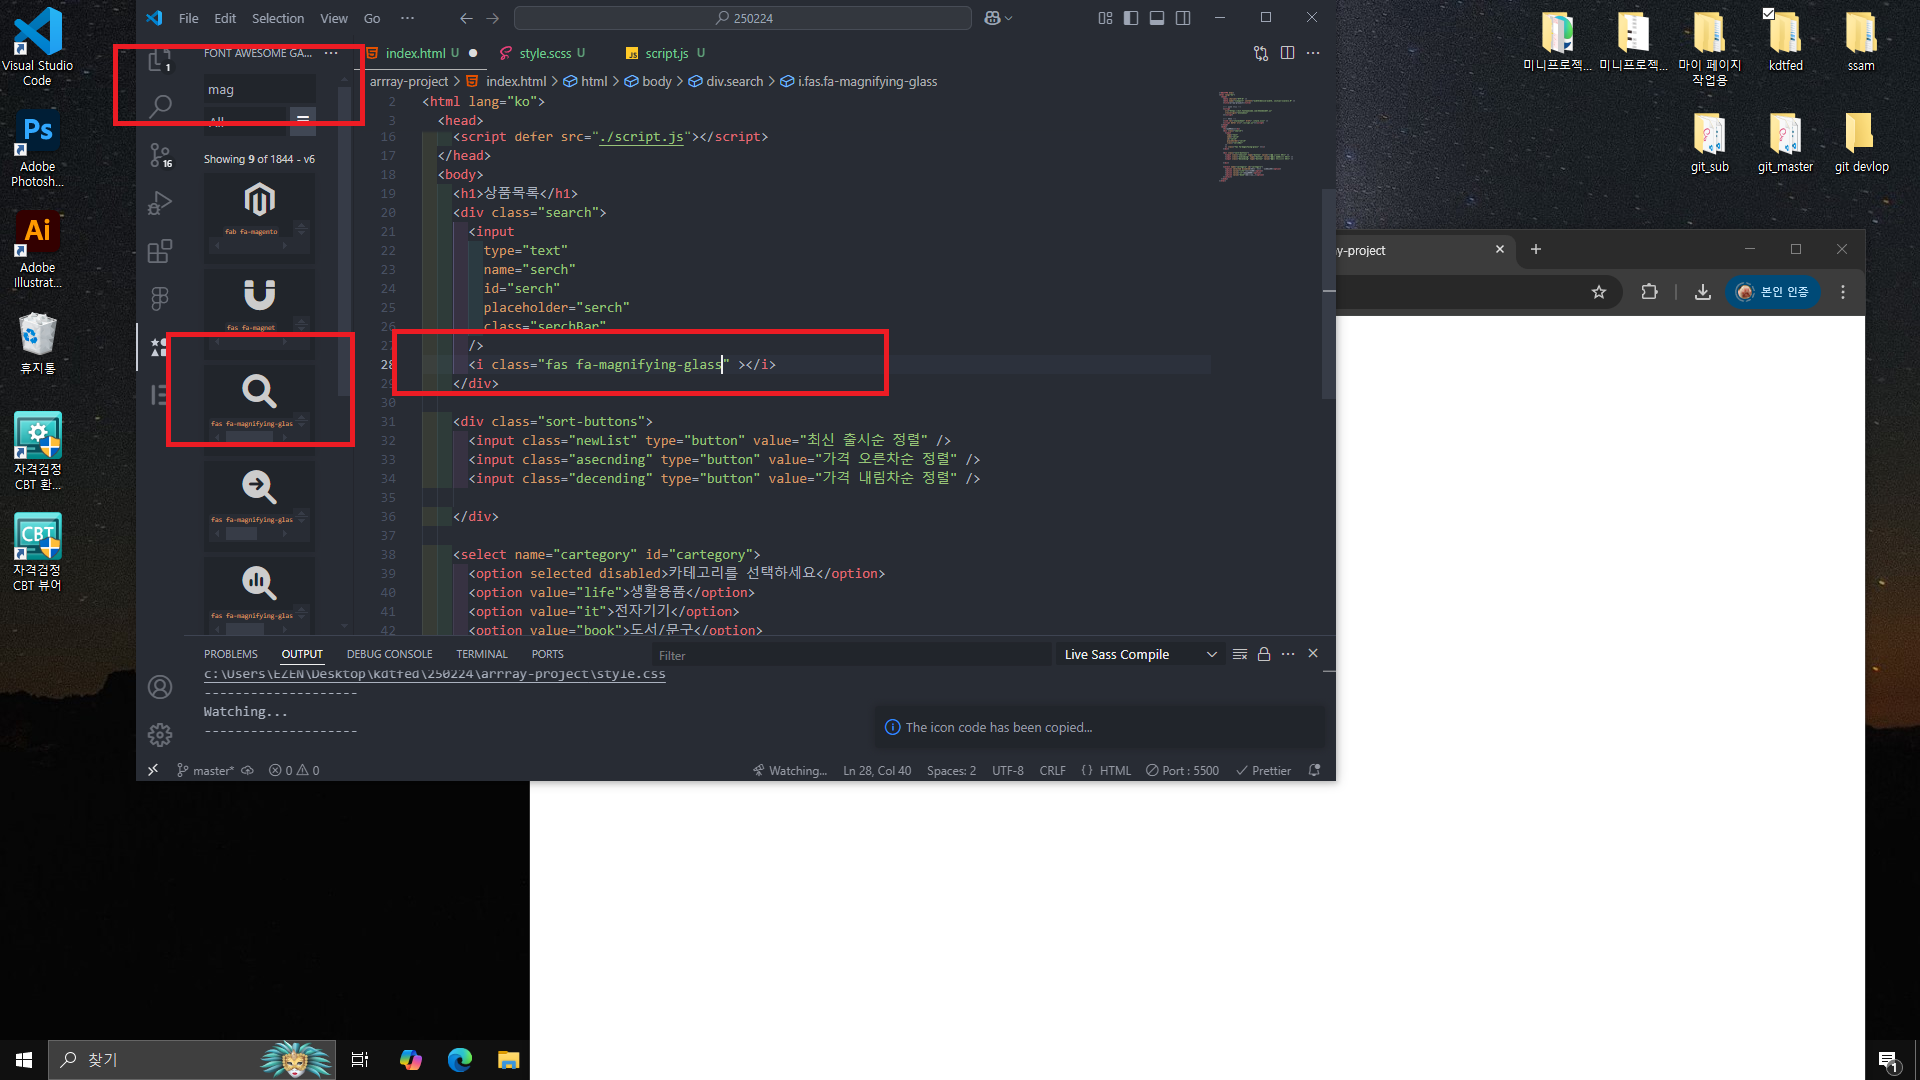 File Edit Selection View Go ··· 250224
FONT AWESOME GA... ···
1
mag
All
16
Showing 9 of 1844 - v6
fab fa-magento
fas fa-magnet
fas fa-magnifying-glas
fas fa-magnifying-glas
fas fa-magnifying-glas
index.html U style.scss U JS script.js U
arrray-project > index.html > html > body > div.search > i.fas.fa-magnifying-glass
2 <html lang="ko">
3 <head>
16 <script defer src="./script.js"></script>
17 </head>
18 <body>
19 <h1>상품목록</h1>
20 <div class="search">
21 <input
22 type="text"
23 name="serch"
24 id="serch"
25 placeholder="serch"
26 class="serchBar"
27 />
28 <i class="fas fa-magnifying-glass" ></i>
29 </div>
30
31 <div class="sort-buttons">
32 <input class="newList" type="button" value="최신 출시순 정렬" />
33 <input class="asecnding" type="button" value="가격 오른차순 정렬" />
34 <input class="decending" type="button" value="가격 내림차순 정렬" />
35
36 </div>
37
38 <select name="cartegory" id="cartegory">
39 <option selected disabled>카테고리를 선택하세요</option>
40 <option value="life">생활용품</option>
41 <option value="it">전자기기</option>
42 <option value="book">도서/문구</option>
PROBLEMS OUTPUT DEBUG CONSOLE TERMINAL PORTS Filter Live Sass Compile
c:\Users\EZEN\Desktop\kdtfed\250224\arrray-project\style.css
--------------------
Watching...
--------------------
The icon code has been copied...
master* 0 0 Watching... Ln 28, Col 40 Spaces: 2 UTF-8 CRLF {} HTML Port : 5500 Prettier
Visual Studio
Code
Ps
Adobe
Photosh...
Ai
Adobe
Illustrat...
휴지통
자격검정
CBT 환...
CBT
자격검정
CBT 뷰어
미니프로젝... 미니프로젝... 마이 페이지
작업용
kdtfed ssam
git_sub git_master git devlop
y-project
본인 인증
찾기
1